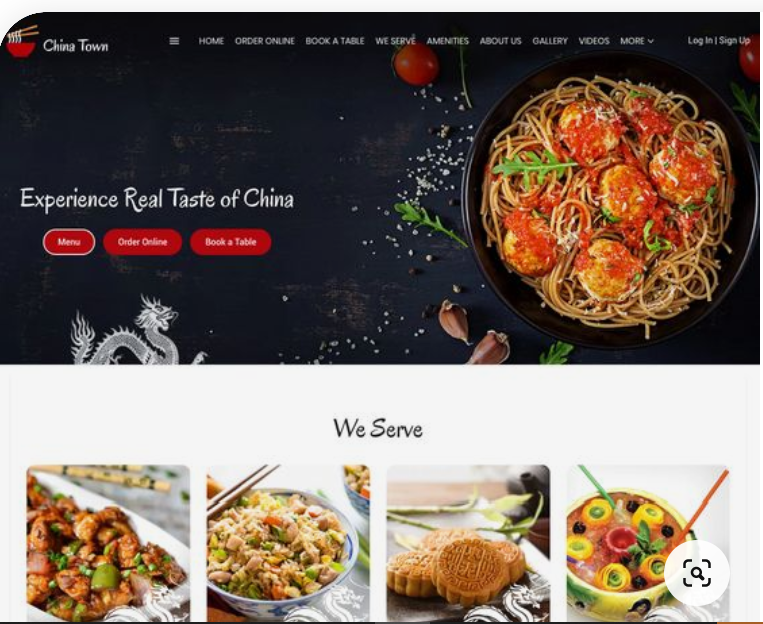 China Town
HOME ORDER ONLINE BOOK A TABLE WE SERVE AMENITIES ABOUT US GALLERY VIDEOS MORE Log In | Sign Up
Experience Real Taste of China
Menu Order Online Book a Table
We Serve